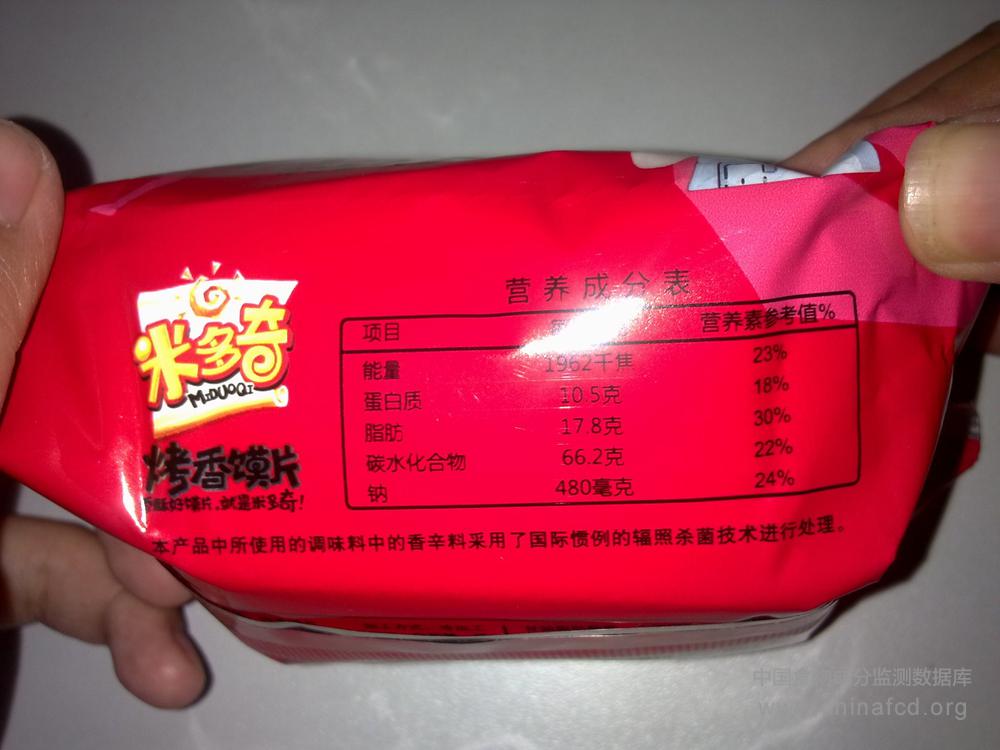 米多奇
MIDUOQI
烤香馍片
好馍片,就是米多奇!
营养成分表
项目 营养素参考值%
能量 1962千焦 23%
蛋白质 10.5克 18%
脂肪 17.8克 30%
碳水化合物 66.2克 22%
钠 480毫克 24%
本产品中所使用的调味料中的香辛料采用了国际惯例的辐照杀菌技术进行处理。
中国 分监测数据库
www.chinafcd.org